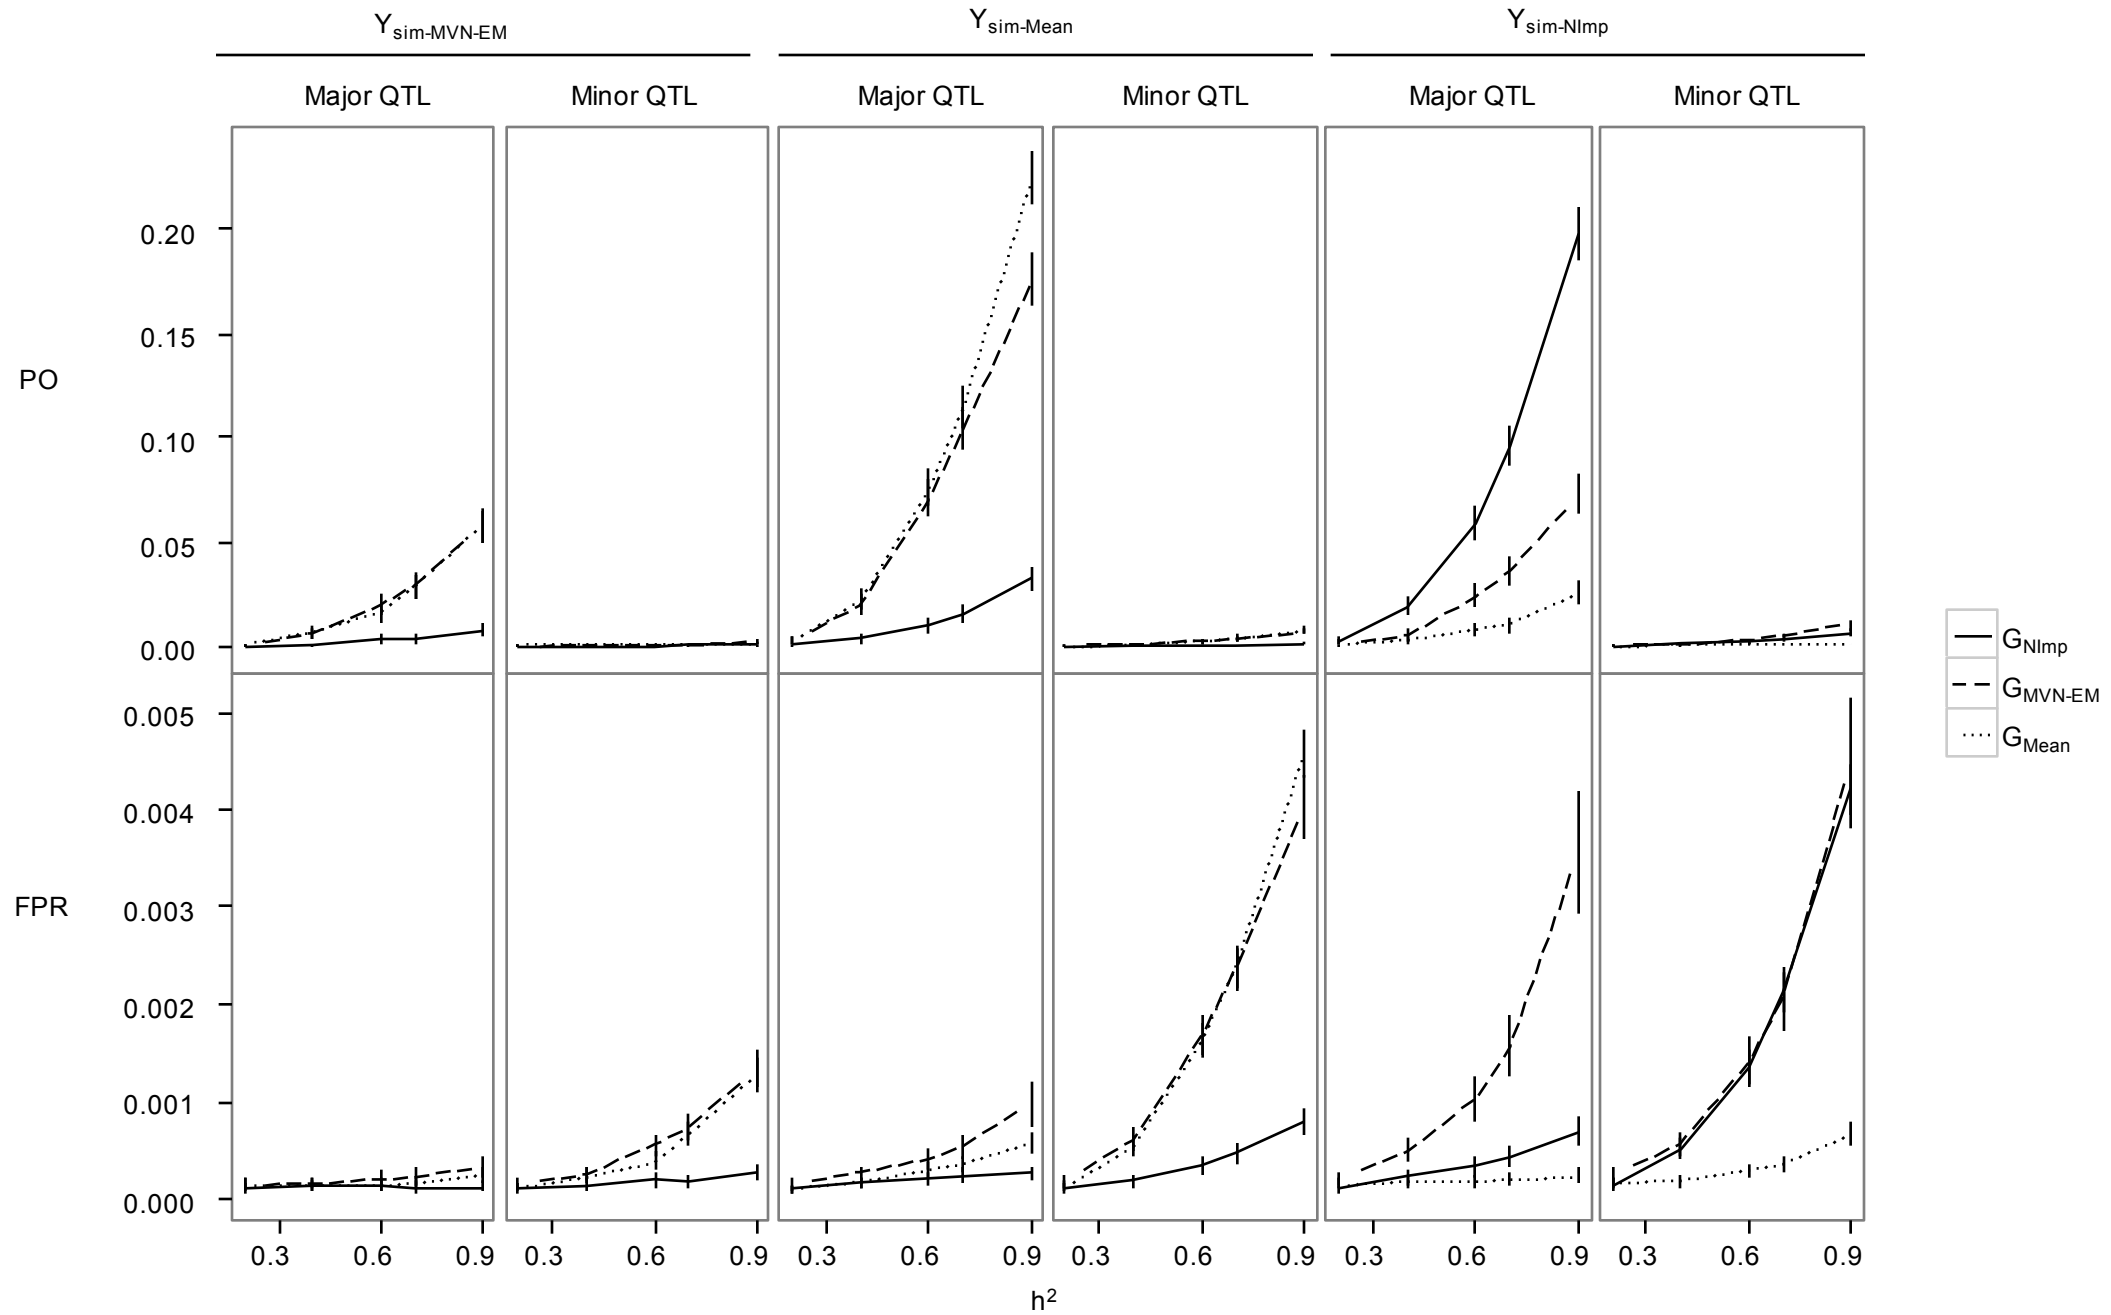 Ysim-MVN-EM Ysim-Mean Ysim-NImp
Major QTL Minor QTL Major QTL Minor QTL Major QTL Minor QTL
0.20
0.15
PO
0.10
0.05
0.00
GNImp
GMVN-EM
GMean
0.005
0.004
FPR
0.003
0.002
0.001
0.000
0.3 0.6 0.9 0.3 0.6 0.9 0.3 0.6 0.9 0.3 0.6 0.9 0.3 0.6 0.9 0.3 0.6 0.9
h²